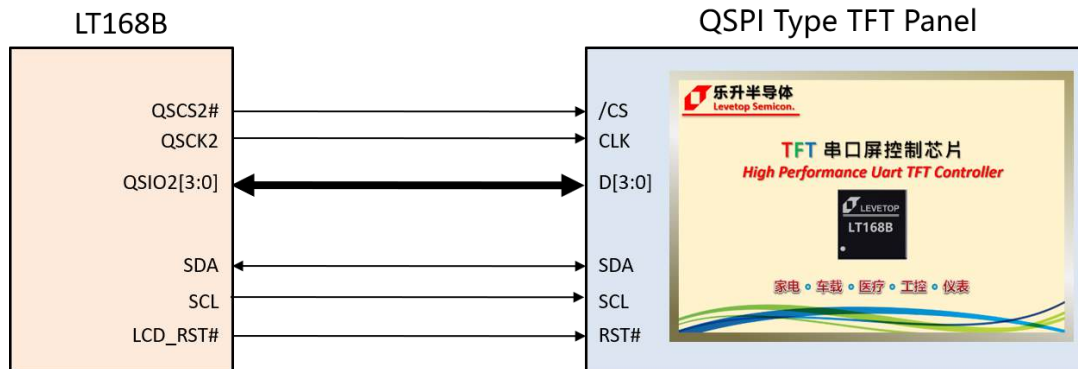 LT168B
QSPI Type TFT Panel
QSCS2#
QSCK2
QSIO2[3:0]
SDA
SCL
LCD_RST#
/CS
CLK
D[3:0]
SDA
SCL
RST#
乐升半导体
Levetop Semicon.
TFT 串口屏控制芯片
High Performance Uart TFT Controller
LEVETOP
LT168B
家电 • 车载 • 医疗 • 工控 • 仪表